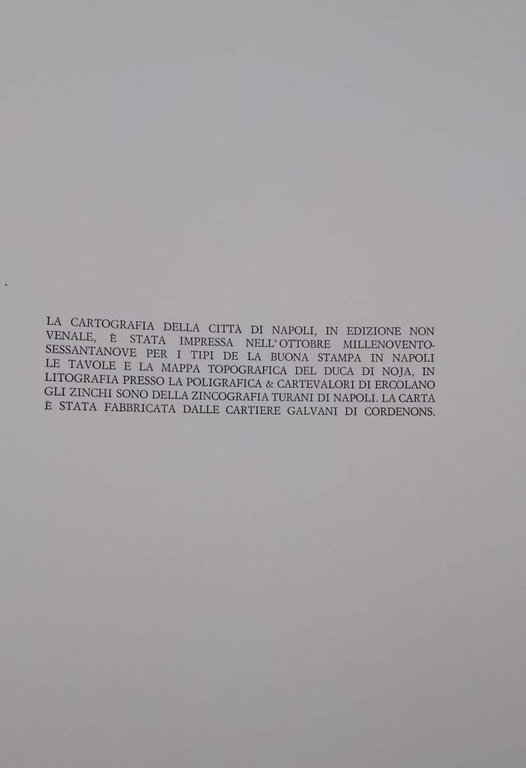 LA CARTOGRAFIA DELLA CITTÀ DI NAPOLI, IN EDIZIONE NON
VENALE, È STATA IMPRESSA NELL'OTTOBRE MILLENOVENTO-
SESSANTANOVE PER I TIPI DE LA BUONA STAMPA IN NAPOLI
LE TAVOLE E LA MAPPA TOPOGRAFICA DEL DUCA DI NOJA, IN
LITOGRAFIA PRESSO LA POLIGRAFICA & CARTEVALORI DI ERCOLANO
GLI ZINCHI SONO DELLA ZINCOGRAFIA TURANI DI NAPOLI. LA CARTA
È STATA FABBRICATA DALLE CARTIERE GALVANI DI CORDENONS.